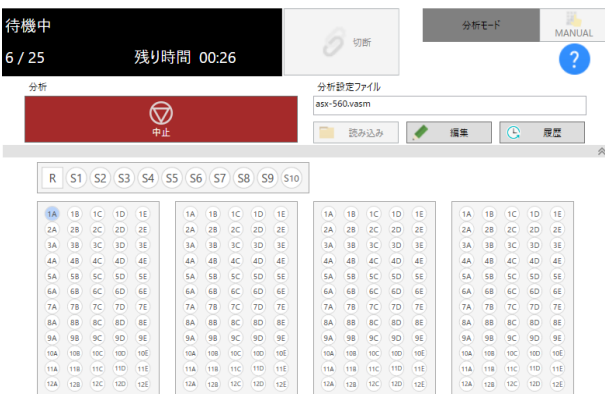 待機中
6 / 25 残り時間 00:26
切断
分析モード
MANUAL
?
分析
分析設定ファイル
中止
asx-560.vasm
読み込み 編集 履歴
R S1 S2 S3 S4 S5 S6 S7 S8 S9 S10
1A 1B 1C 1D 1E 1A 1B 1C 1D 1E 1A 1B 1C 1D 1E 1A 1B 1C 1D 1E
2A 2B 2C 2D 2E 2A 2B 2C 2D 2E 2A 2B 2C 2D 2E 2A 2B 2C 2D 2E
3A 3B 3C 3D 3E 3A 3B 3C 3D 3E 3A 3B 3C 3D 3E 3A 3B 3C 3D 3E
4A 4B 4C 4D 4E 4A 4B 4C 4D 4E 4A 4B 4C 4D 4E 4A 4B 4C 4D 4E
5A 5B 5C 5D 5E 5A 5B 5C 5D 5E 5A 5B 5C 5D 5E 5A 5B 5C 5D 5E
6A 6B 6C 6D 6E 6A 6B 6C 6D 6E 6A 6B 6C 6D 6E 6A 6B 6C 6D 6E
7A 7B 7C 7D 7E 7A 7B 7C 7D 7E 7A 7B 7C 7D 7E 7A 7B 7C 7D 7E
8A 8B 8C 8D 8E 8A 8B 8C 8D 8E 8A 8B 8C 8D 8E 8A 8B 8C 8D 8E
9A 9B 9C 9D 9E 9A 9B 9C 9D 9E 9A 9B 9C 9D 9E 9A 9B 9C 9D 9E
10A 10B 10C 10D 10E 10A 10B 10C 10D 10E 10A 10B 10C 10D 10E 10A 10B 10C 10D 10E
11A 11B 11C 11D 11E 11A 11B 11C 11D 11E 11A 11B 11C 11D 11E 11A 11B 11C 11D 11E
12A 12B 12C 12D 12E 12A 12B 12C 12D 12E 12A 12B 12C 12D 12E 12A 12B 12C 12D 12E